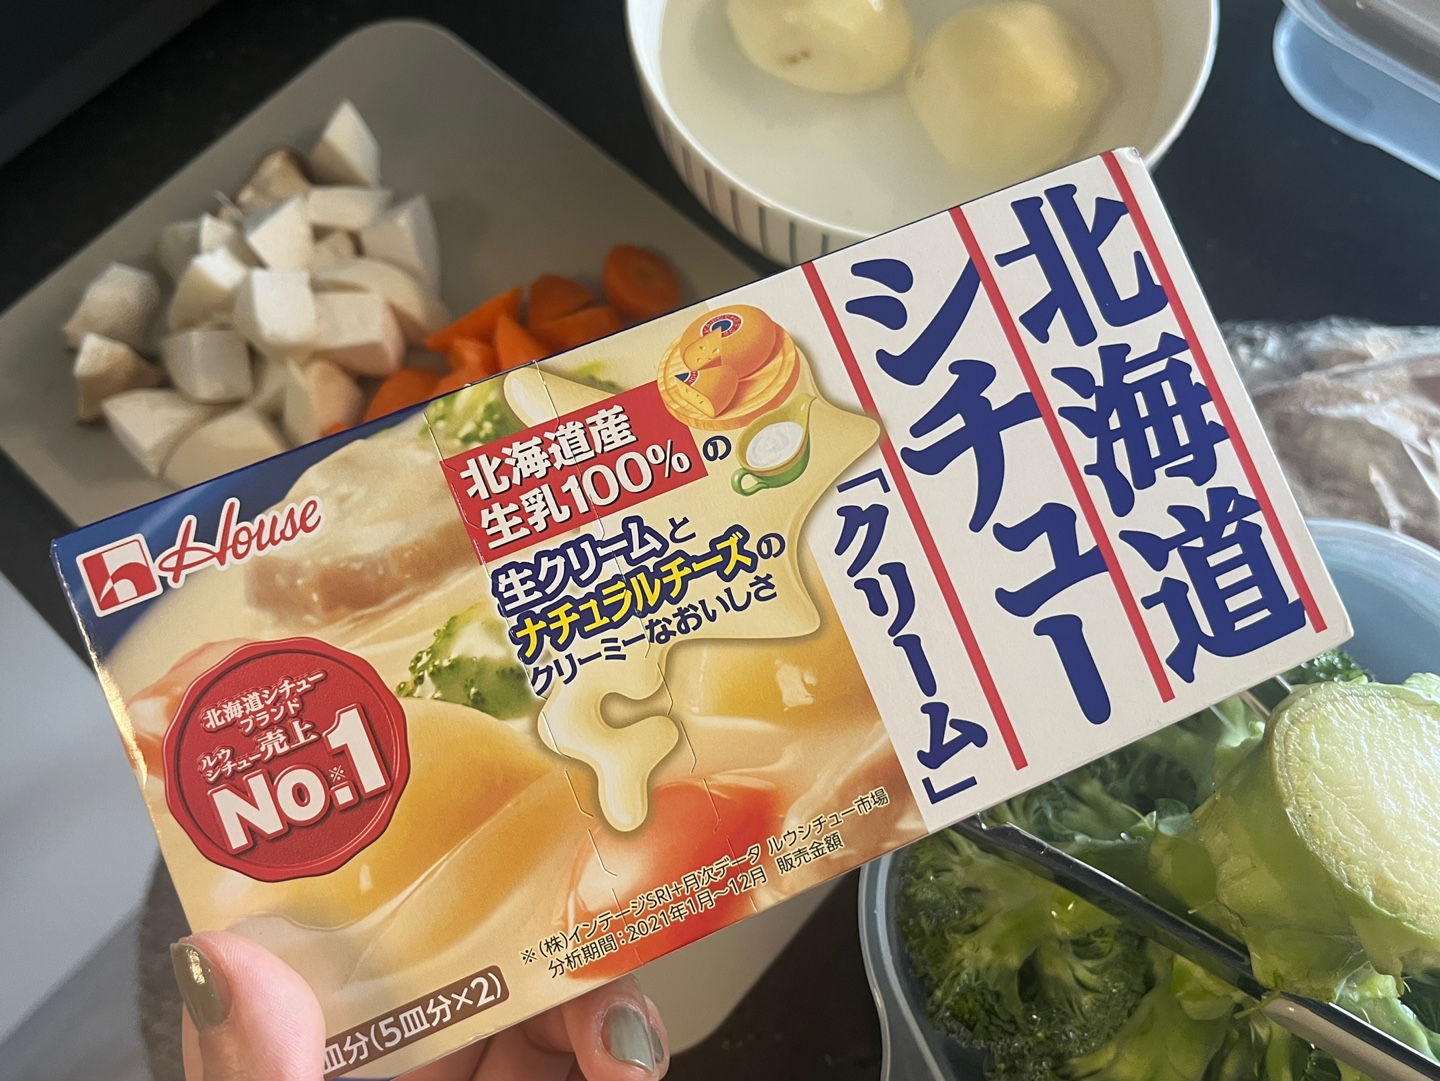 House
北海道シチュー
ブランド
ルウ
シチュー売上
No.1※
北海道産
生乳100%の
生クリームと
ナチュラルチーズの
クリーミーなおいしさ
北海道
シチュー
「クリーム」
※(株)インテージSRI+月次データ ルウシチュー市場
分析期間:2021年1月～12月 販売金額
皿分(5皿分×2)